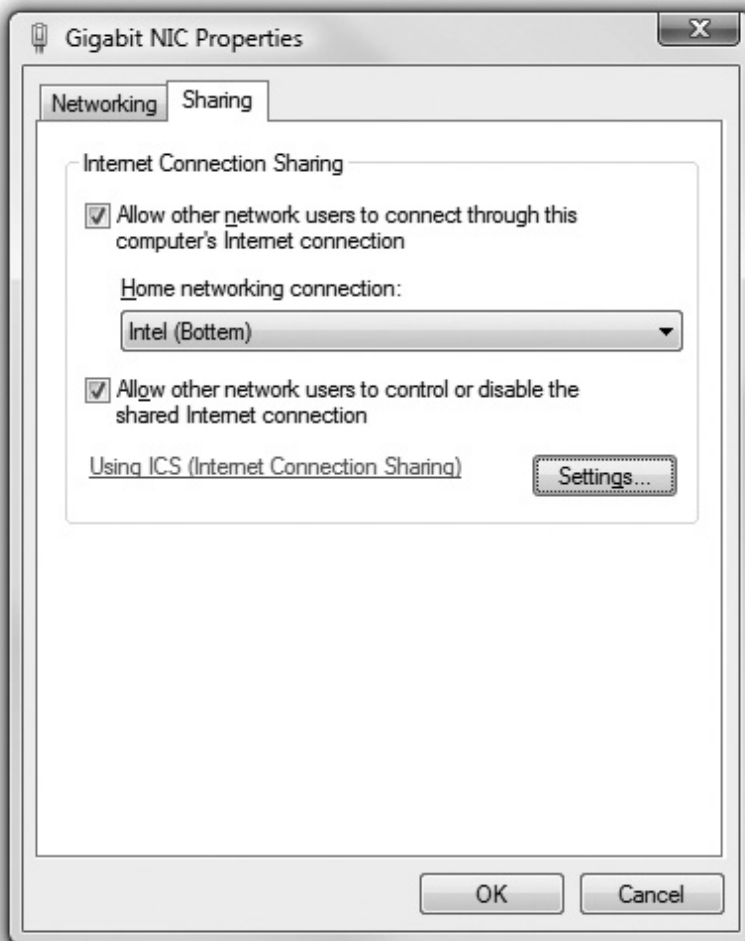 Gigabit NIC Properties
X
Networking
Sharing
Internet Connection Sharing
Allow other network users to connect through this
computer's Internet connection
Home networking connection:
Intel (Bottem)
Allow other network users to control or disable the
shared Internet connection
Using ICS (Internet Connection Sharing)
Settings...
OK
Cancel